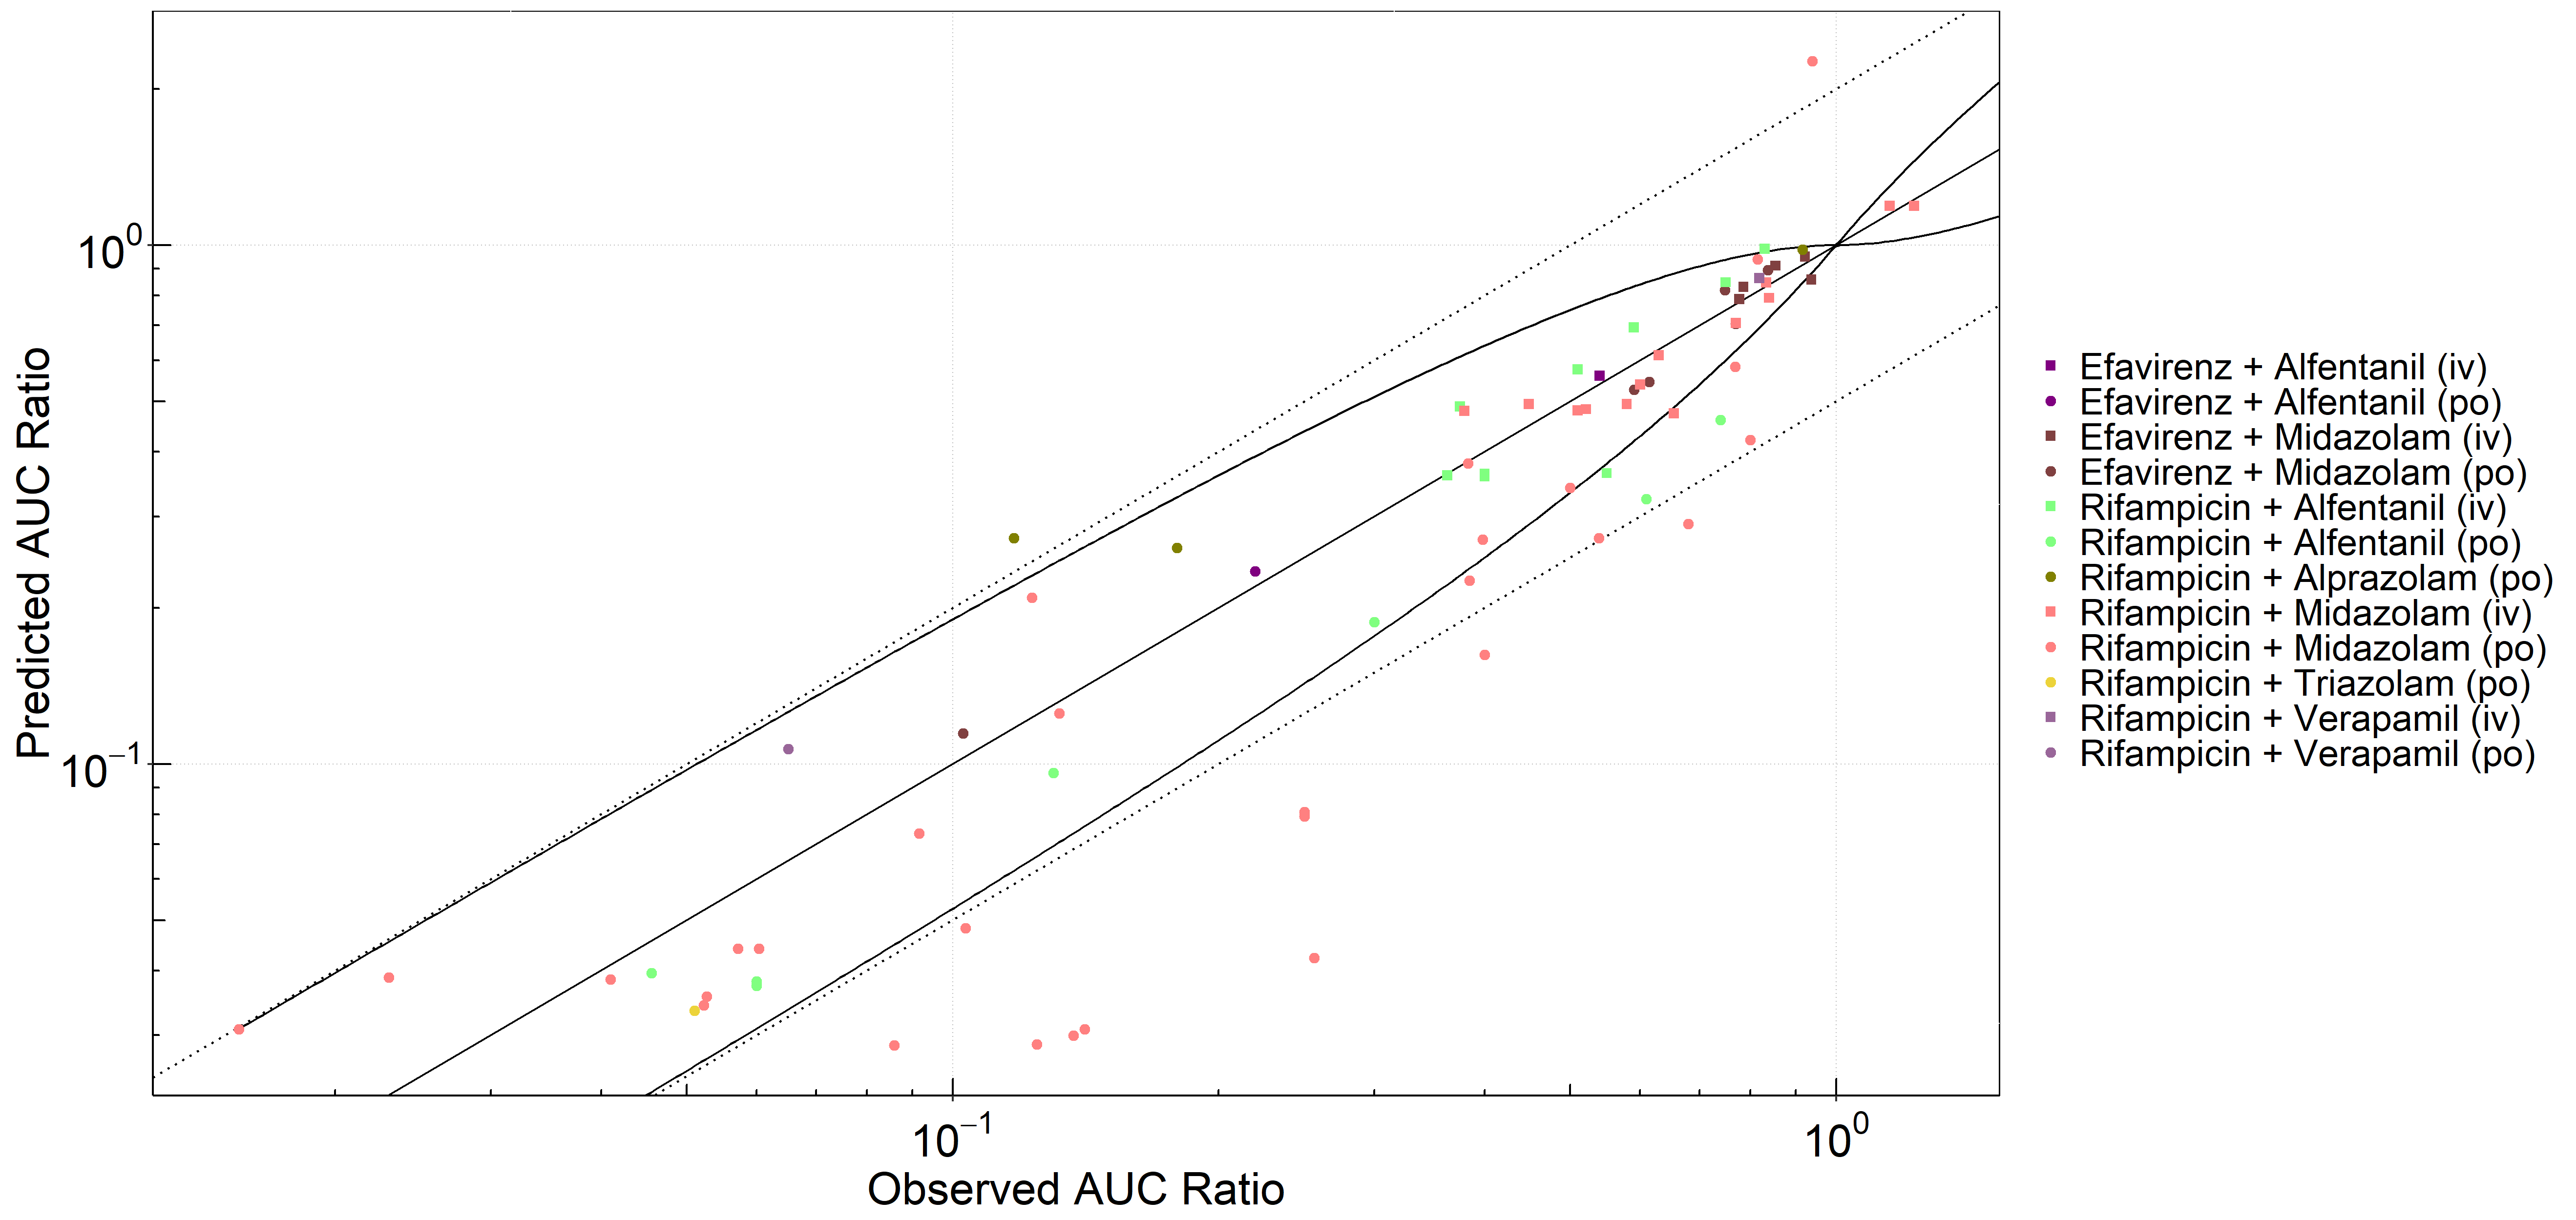 Predicted AUC Ratio
10⁰
10⁻¹
10⁻¹
10⁰
Observed AUC Ratio
Efavirenz + Alfentanil (iv)
Efavirenz + Alfentanil (po)
Efavirenz + Midazolam (iv)
Efavirenz + Midazolam (po)
Rifampicin + Alfentanil (iv)
Rifampicin + Alfentanil (po)
Rifampicin + Alprazolam (po)
Rifampicin + Midazolam (iv)
Rifampicin + Midazolam (po)
Rifampicin + Triazolam (po)
Rifampicin + Verapamil (iv)
Rifampicin + Verapamil (po)